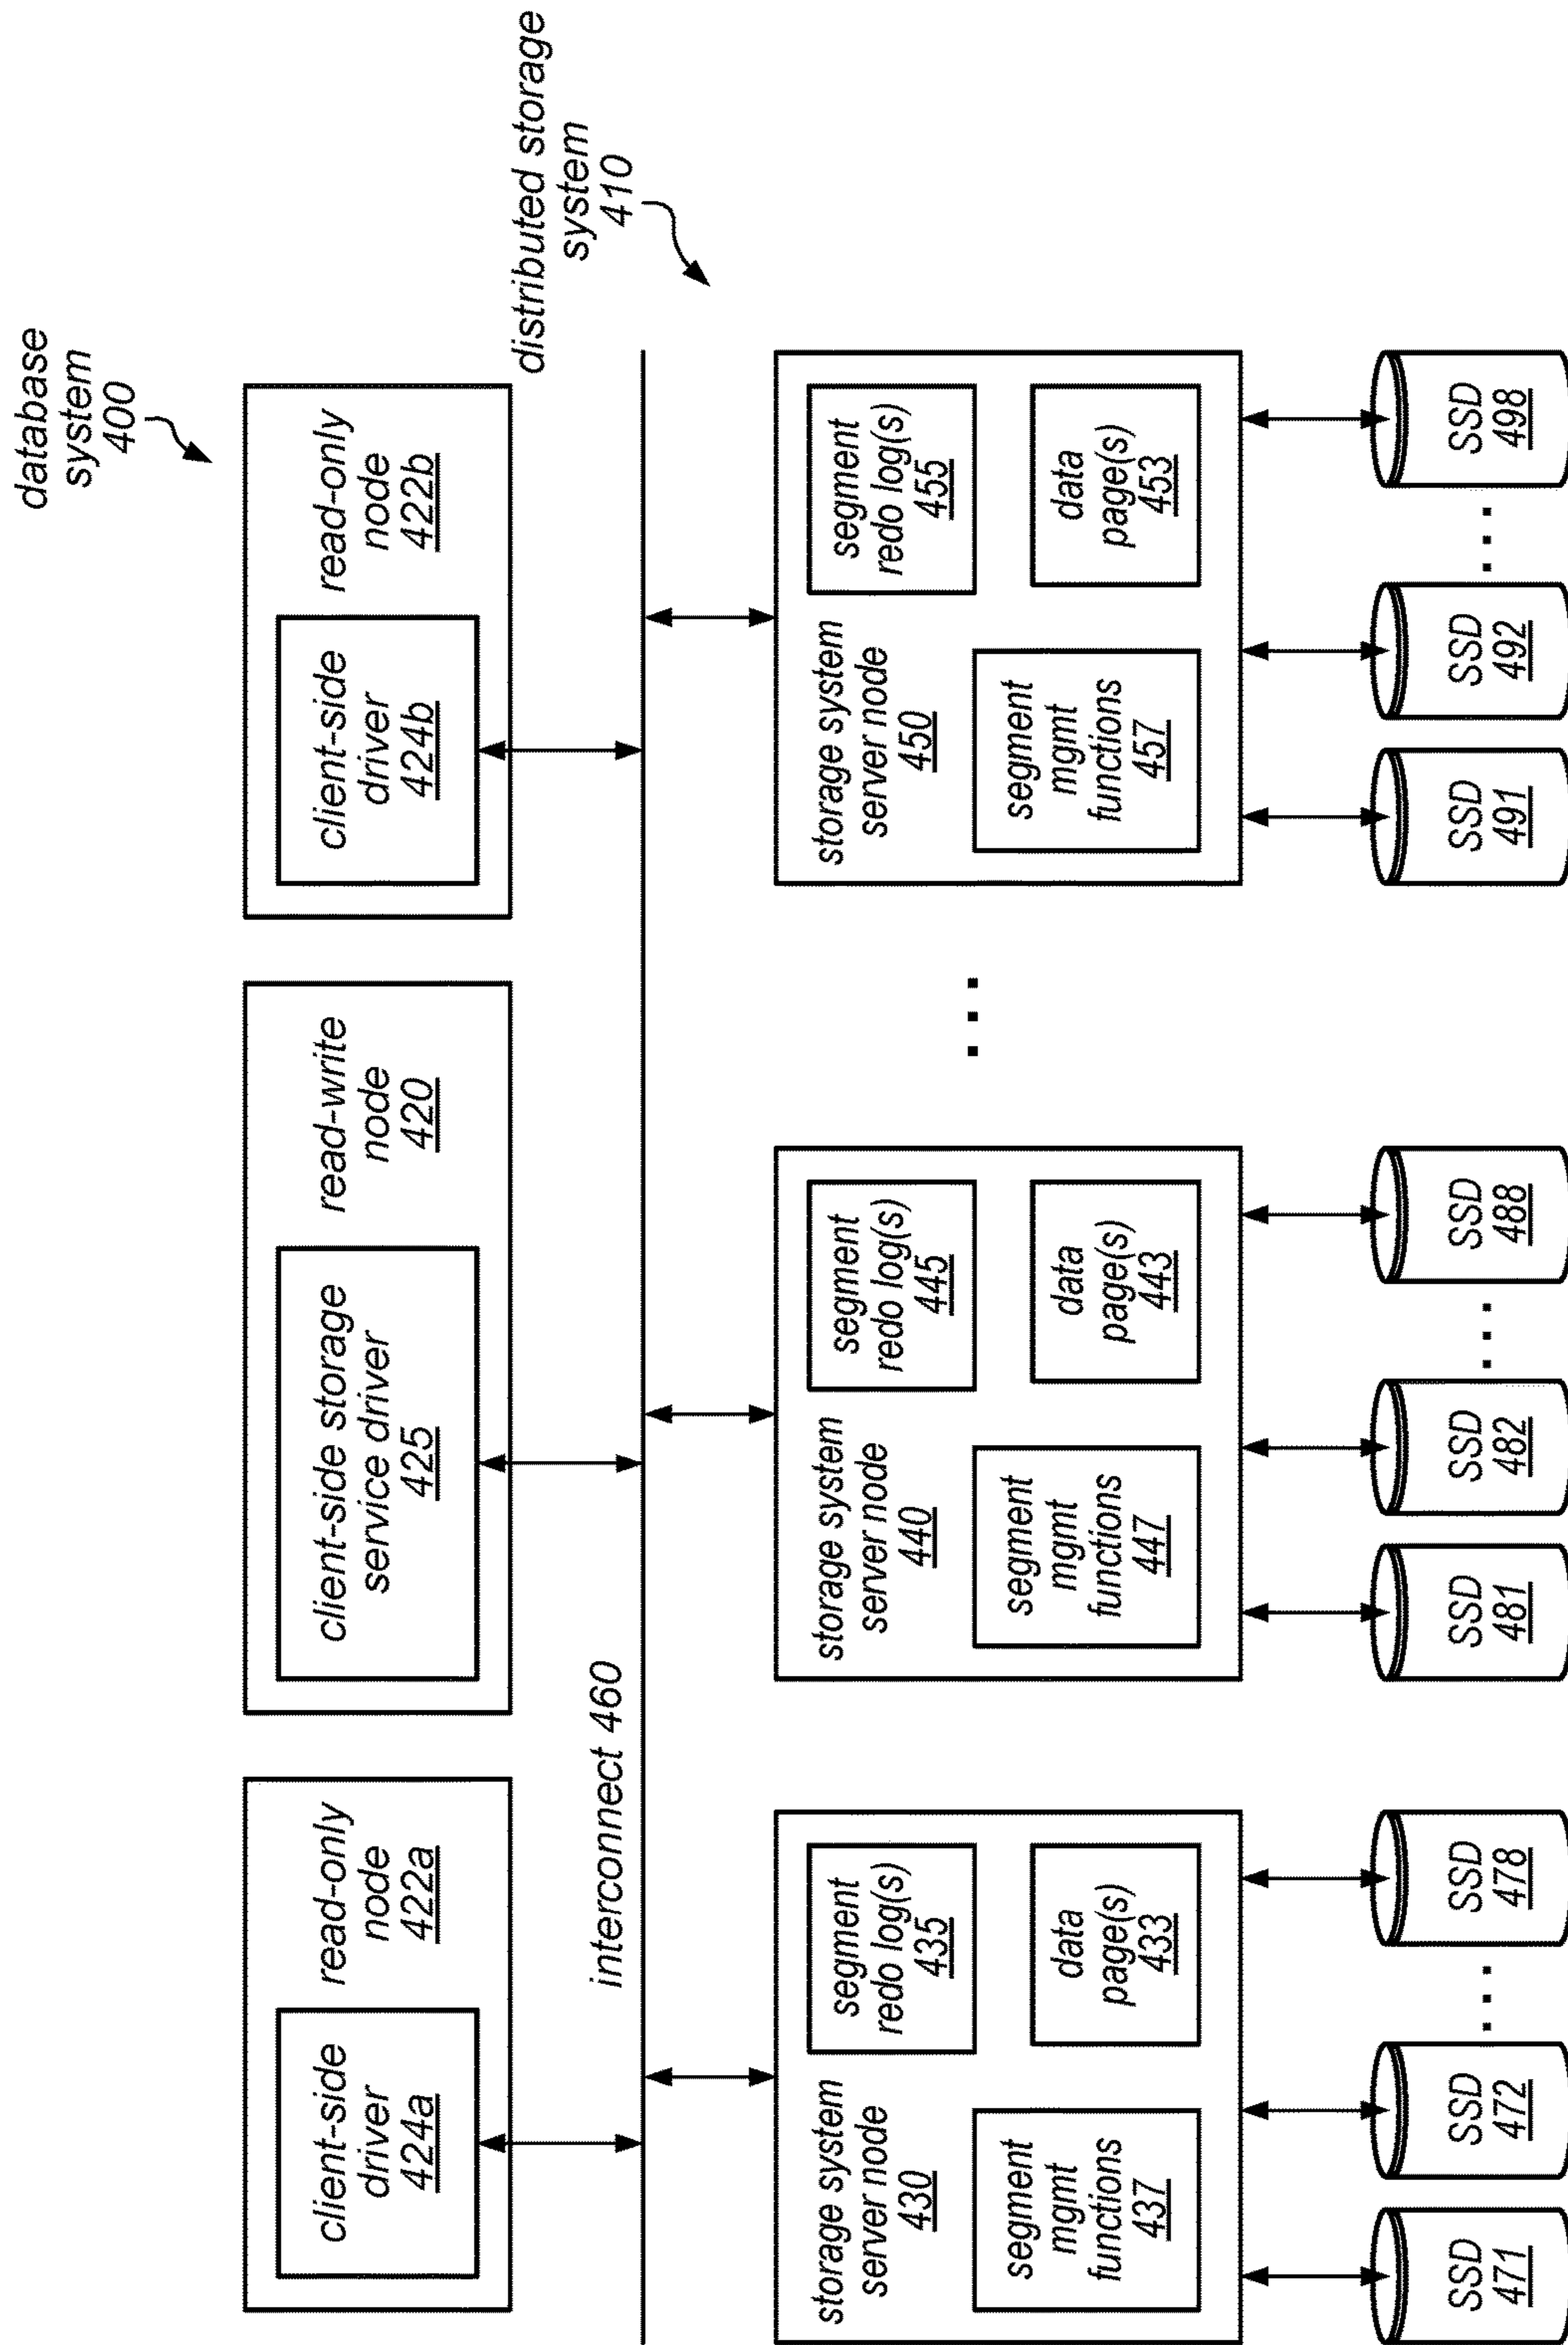 database
system
400
read-only
node
422a
client-side
driver
424a
read-write
node
420
client-side storage
service driver
425
read-only
node
422b
client-side
driver
424b
interconnect 460
distributed storage
system
410
storage system
server node
430
segment
redo log(s)
435
segment
mgmt
functions
437
data
page(s)
433
storage system
server node
440
segment
redo log(s)
445
segment
mgmt
functions
447
data
page(s)
443
...
storage system
server node
450
segment
redo log(s)
455
segment
mgmt
functions
457
data
page(s)
453
SSD
471
SSD
472
...
SSD
478
SSD
481
SSD
482
...
SSD
488
SSD
491
SSD
492
...
SSD
498